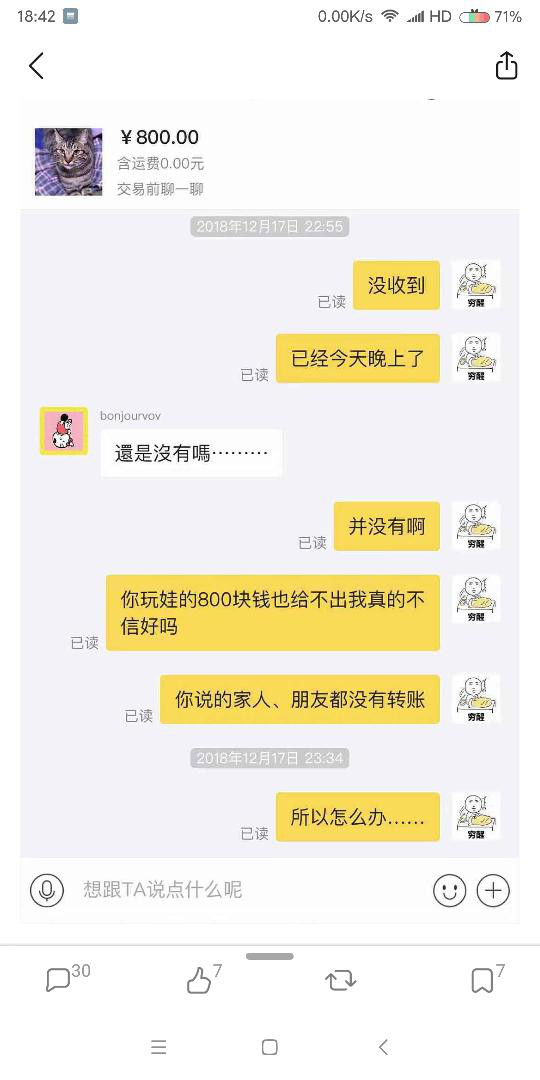 18:42
0.00K/s HD 71%
￥800.00
含运费0.00元
交易前聊一聊
2018年12月17日 22:55
没收到
已读
穷醒
已经今天晚上了
已读
穷醒
bonjourvov
還是沒有嗎………
并没有啊
已读
穷醒
你玩娃的800块钱也给不出我真的不
信好吗
已读
穷醒
你说的家人、朋友都没有转账
已读
穷醒
2018年12月17日 23:34
所以怎么办……
已读
穷醒
想跟TA说点什么呢
30
7
7